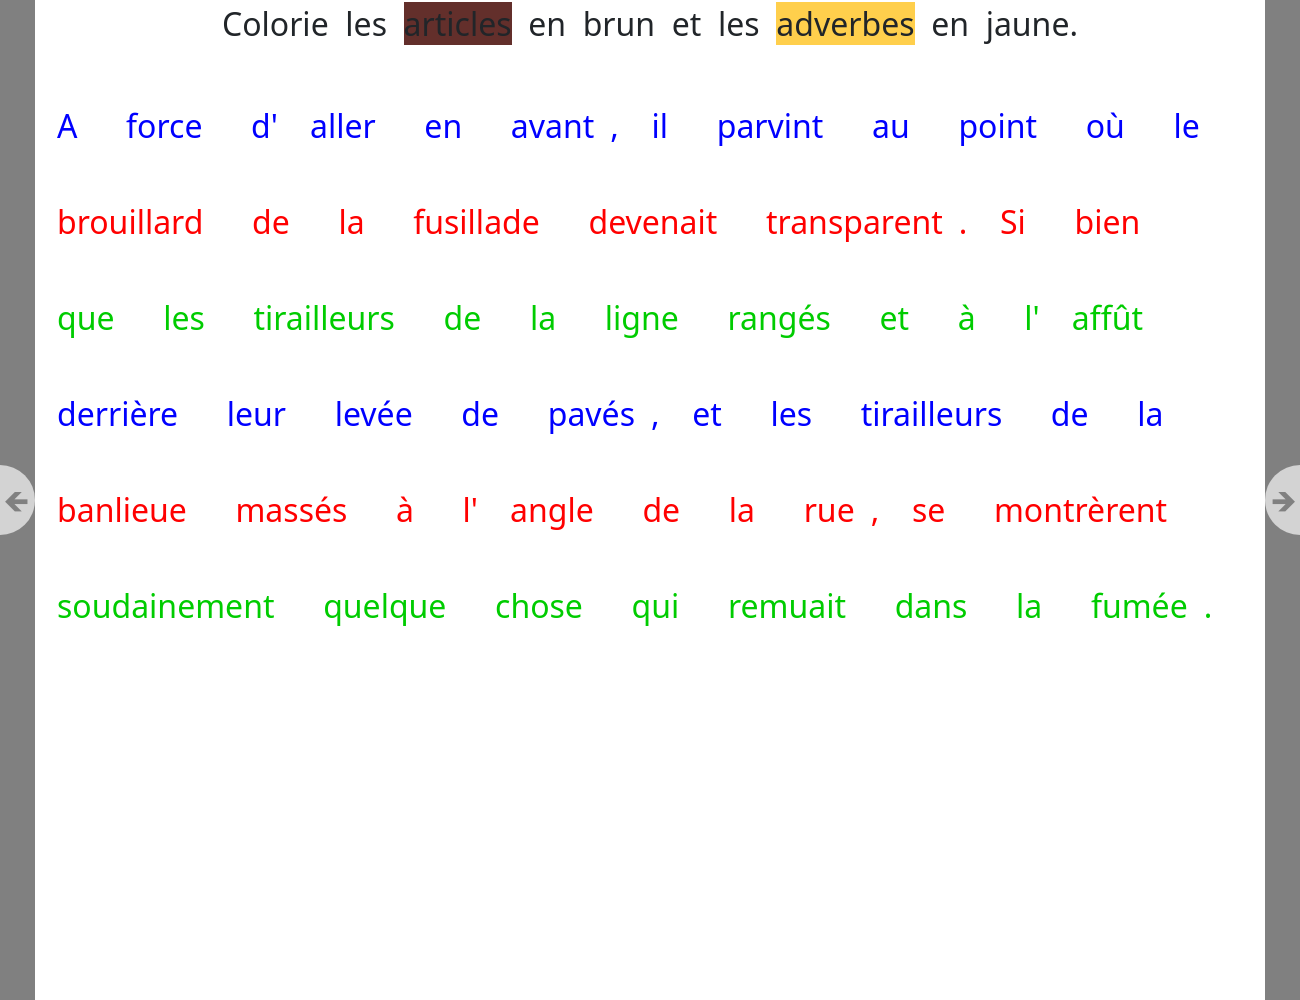 Colorie les articles en brun et les adverbes en jaune.
A force d' aller en avant , il parvint au point où le
brouillard de la fusillade devenait transparent . Si bien
que les tirailleurs de la ligne rangés et à l' affût
derrière leur levée de pavés , et les tirailleurs de la
banlieue massés à l' angle de la rue , se montrèrent
soudainement quelque chose qui remuait dans la fumée .